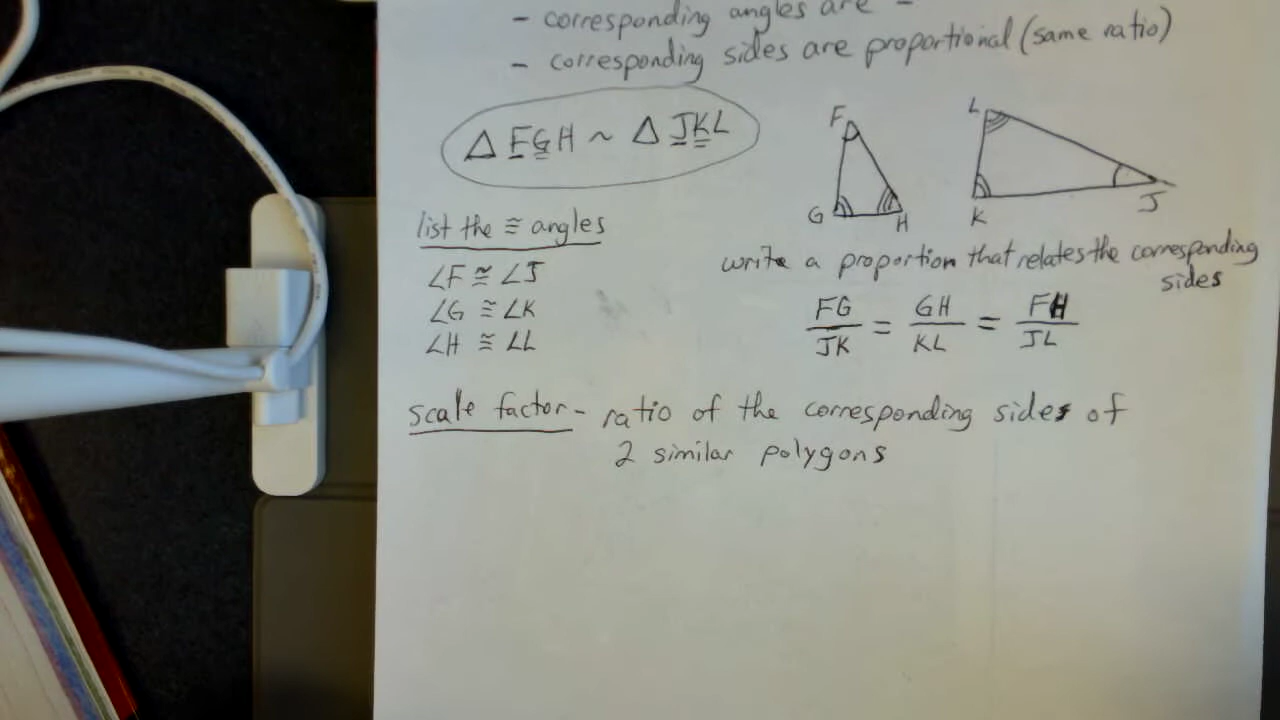 - corresponding angles are
- corresponding sides are proportional (same ratio)
△ FGH ~ △ JKL
F
G
H
L
K
J
list the ≅ angles
∠F ≅ ∠J
∠G ≅ ∠K
∠H ≅ ∠L
write a proportion that relates the corresponding
sides
FG/JK = GH/KL = FH/JL
scale factor - ratio of the corresponding sides of
2 similar polygons